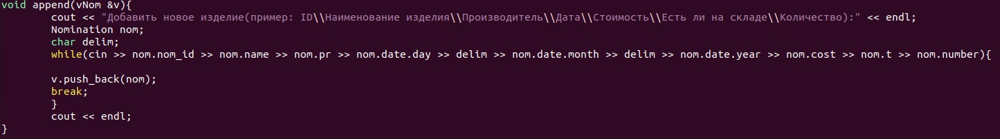 void append(vNom &v){
cout << "Добавить новое изделие(пример: ID\\Наименование изделия\\Производитель\\Дата\\Стоимость\\Есть ли на складе\\Количество):" << endl;
Nomination nom;
char delim;
while(cin >> nom.nom_id >> nom.name >> nom.pr >> nom.date.day >> delim >> nom.date.month >> delim >> nom.date.year >> nom.cost >> nom.t >> nom.number){
v.push_back(nom);
break;
}
cout << endl;
}